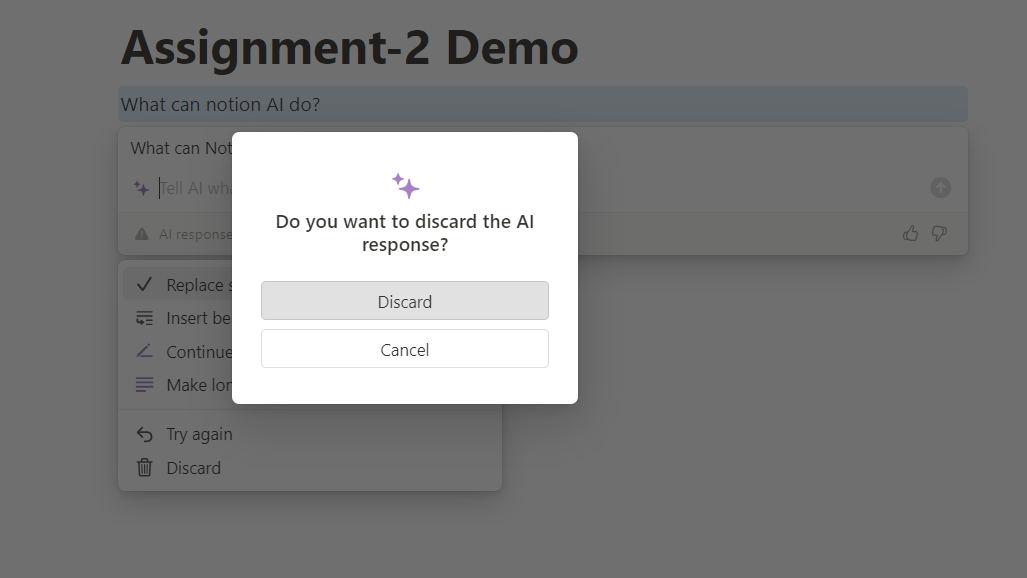 Assignment-2 Demo
What can notion AI do?
What can Not
Tell AI wh
AI response
Do you want to discard the AI
response?
Discard
Cancel
Replace s
Insert be
Continue
Make lon
Try again
Discard